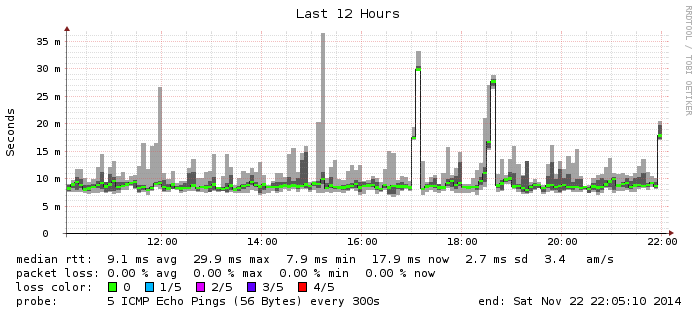 Last 12 Hours
RRDTOOL / TOBI OETIKER
Seconds
35 m
30 m
25 m
20 m
15 m
10 m
5 m
0
12:00 14:00 16:00 18:00 20:00 22:00
median rtt: 9.1 ms avg 29.9 ms max 7.9 ms min 17.9 ms now 2.7 ms sd 3.4 am/s
packet loss: 0.00 % avg 0.00 % max 0.00 % min 0.00 % now
loss color: 0 1/5 2/5 3/5 4/5
probe: 5 ICMP Echo Pings (56 Bytes) every 300s end: Sat Nov 22 22:05:10 2014